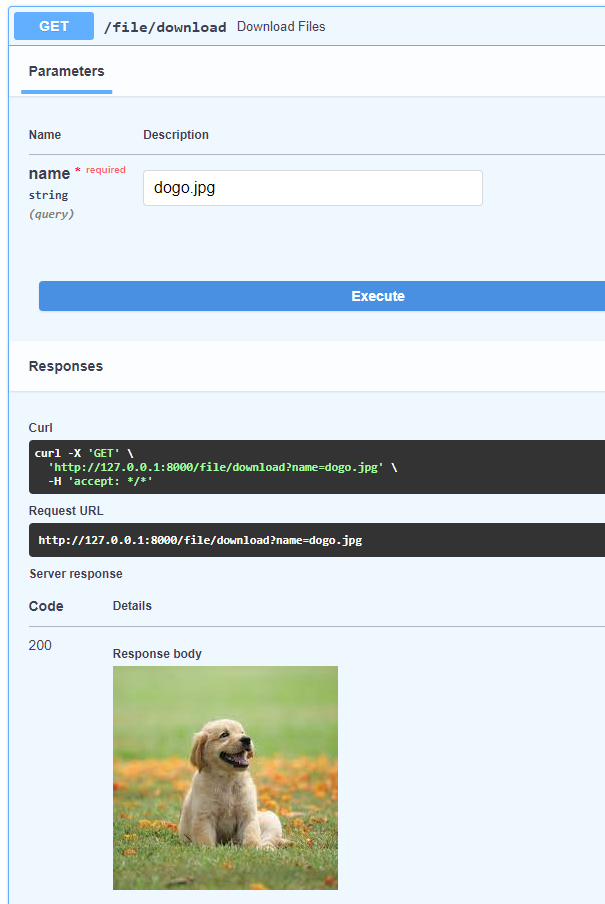 GET /file/download Download Files
Parameters
Name Description
name * required dogo.jpg
string
(query)
Execute
Responses
Curl
curl -X 'GET' \
'http://127.0.0.1:8000/file/download?name=dogo.jpg' \
-H 'accept: */*'
Request URL
http://127.0.0.1:8000/file/download?name=dogo.jpg
Server response
Code Details
200
Response body